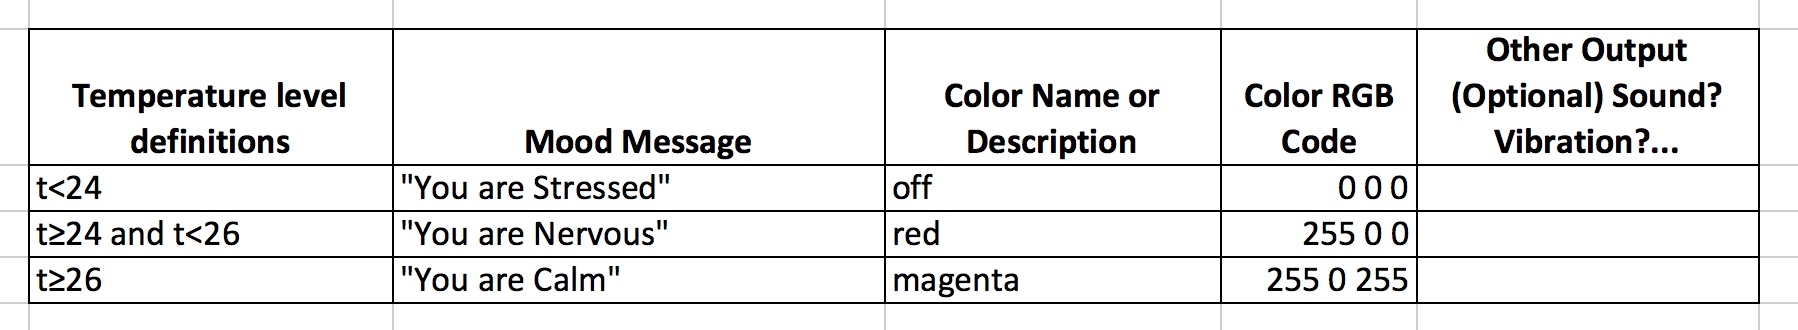 Temperature level
definitions
Mood Message
Color Name or
Description
Color RGB
Code
Other Output
(Optional) Sound?
Vibration?...
t<24
"You are Stressed"
off
0 0 0
t≥24 and t<26
"You are Nervous"
red
255 0 0
t≥26
"You are Calm"
magenta
255 0 255